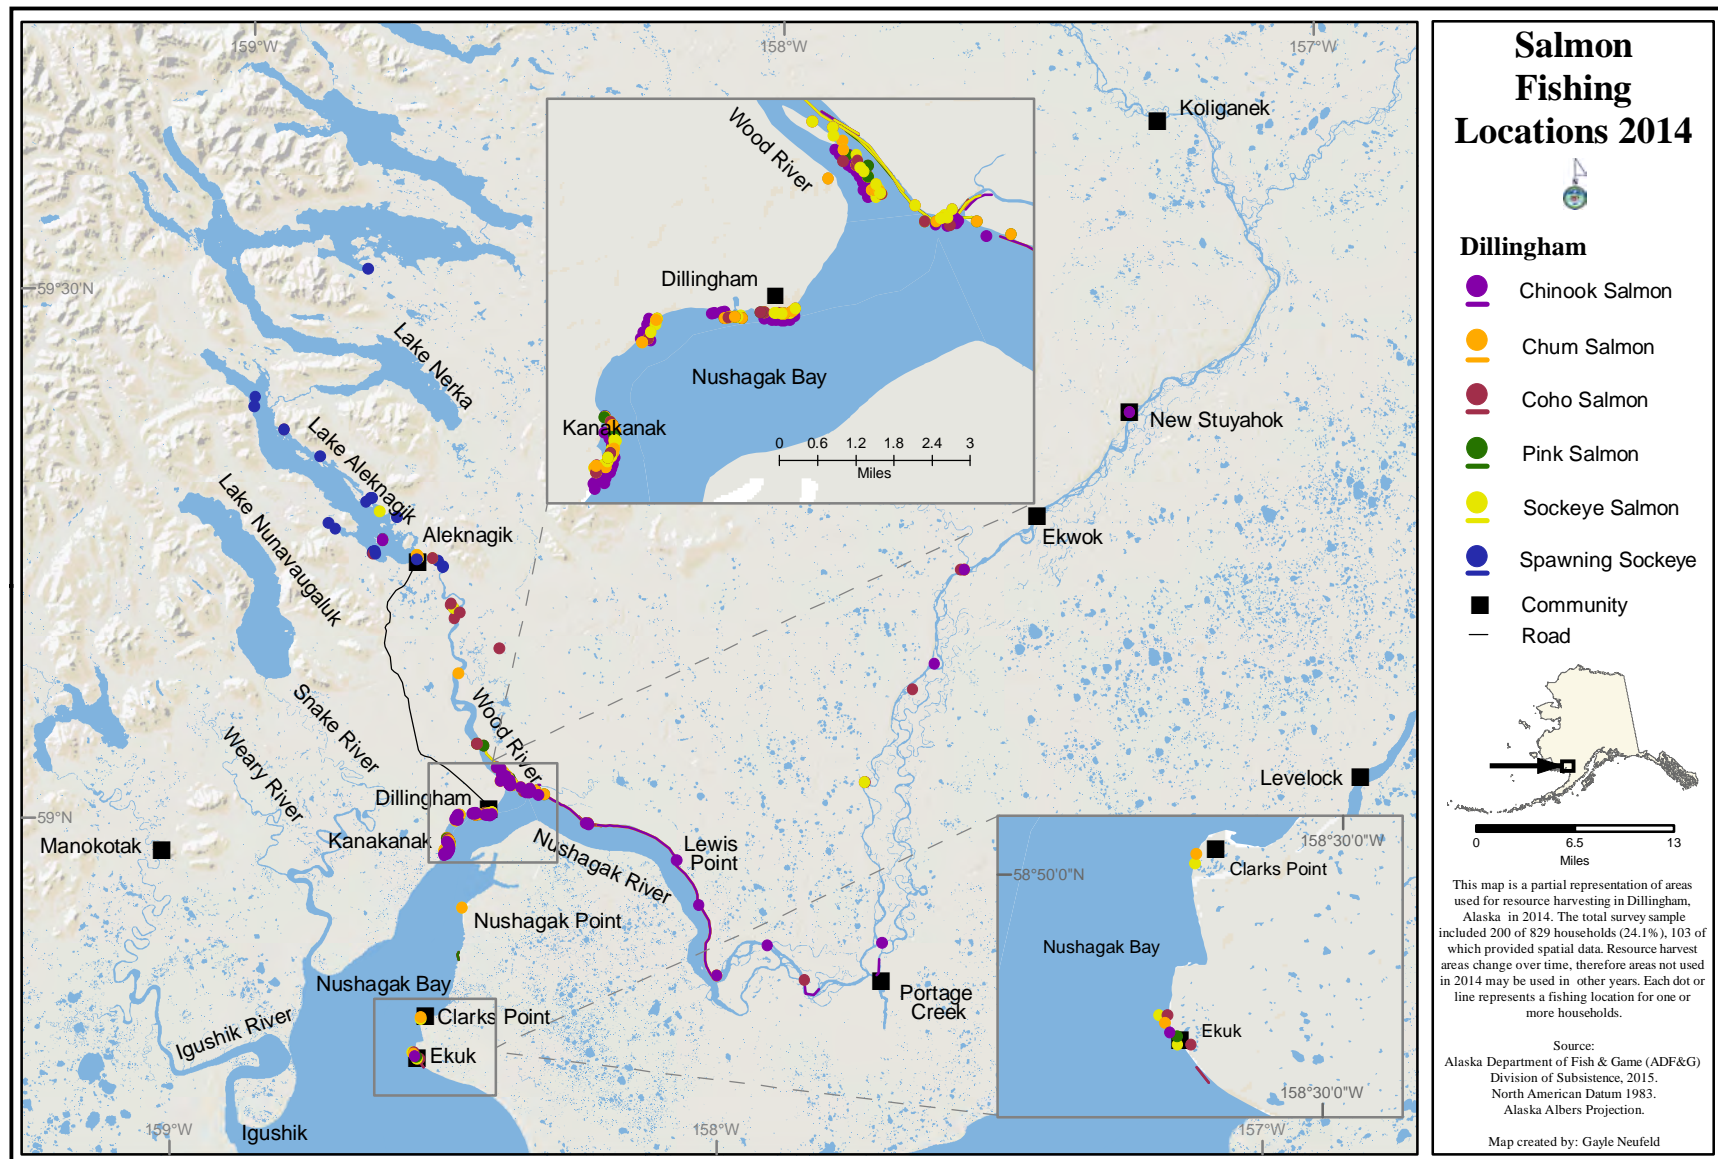 159°W
158°W
157°W
Koliganek
Wood River
59°30'N
Dillingham
Lake Nerka
Nushagak Bay
Kanakanak
0 0.6 1.2 1.8 2.4 3
Miles
New Stuyahok
Lake Aleknagik
Lake Nunavaugaluk
Aleknagik
Ekwok
Snake River
Weary River
Wood River
Levelock
Dillingham
59°N
Kanakanak
Manokotak
Lewis
Point
Nushagak River
Nushagak Point
Nushagak Bay
Portage
Creek
Clarks Point
Igushik River
Ekuk
Igushik
159°W
158°W
157°W
158°30'0"W
58°50'0"N
Clarks Point
Nushagak Bay
Ekuk
158°30'0"W
Salmon
Fishing
Locations 2014
Dillingham
Chinook Salmon
Chum Salmon
Coho Salmon
Pink Salmon
Sockeye Salmon
Spawning Sockeye
Community
Road
0 6.5 13
Miles
This map is a partial representation of areas
used for resource harvesting in Dillingham,
Alaska in 2014. The total survey sample
included 200 of 829 households (24.1%), 103 of
which provided spatial data. Resource harvest
areas change over time, therefore areas not used
in 2014 may be used in other years. Each dot or
line represents a fishing location for one or
more households.
Source:
Alaska Department of Fish & Game (ADF&G)
Division of Subsistence, 2015.
North American Datum 1983.
Alaska Albers Projection.
Map created by: Gayle Neufeld